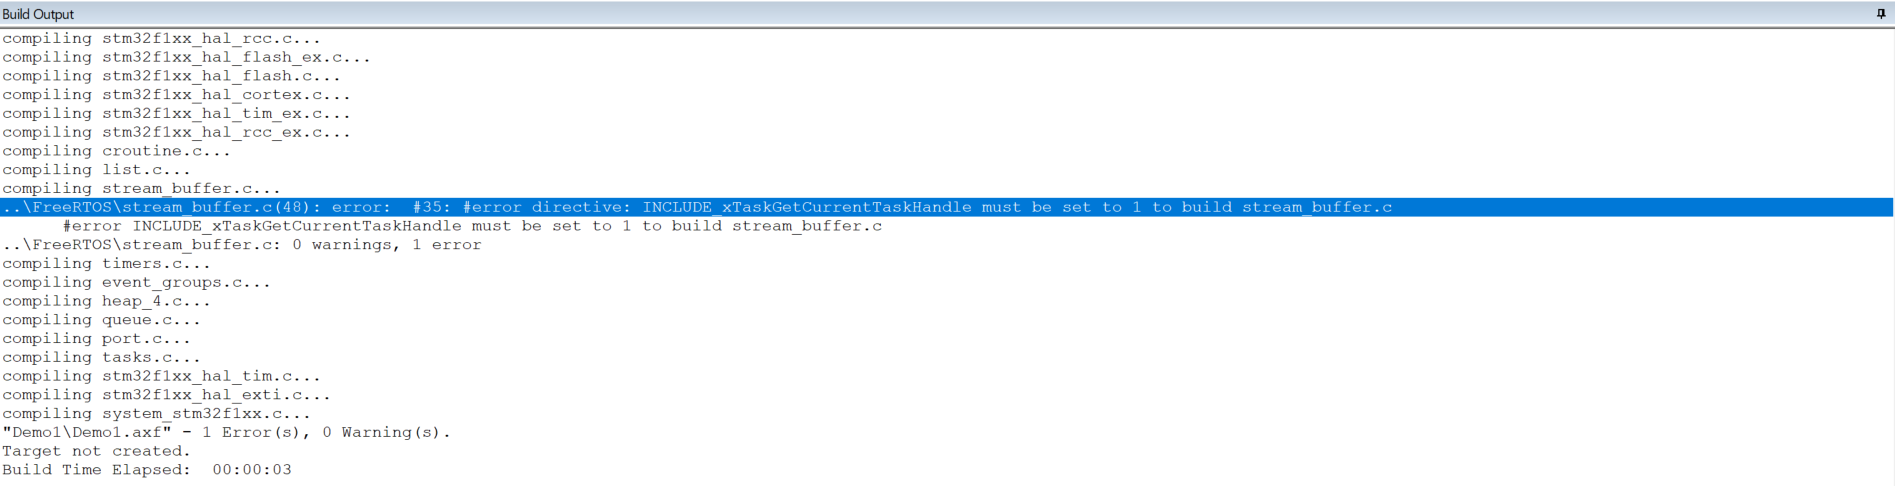 Build Output
compiling stm32f1xx_hal_rcc.c...
compiling stm32f1xx_hal_flash_ex.c...
compiling stm32f1xx_hal_flash.c...
compiling stm32f1xx_hal_cortex.c...
compiling stm32f1xx_hal_tim_ex.c...
compiling stm32f1xx_hal_rcc_ex.c...
compiling croutine.c...
compiling list.c...
compiling stream_buffer.c...
..\FreeRTOS\stream_buffer.c(48): error:  #35: #error directive: INCLUDE_xTaskGetCurrentTaskHandle must be set to 1 to build stream_buffer.c
      #error INCLUDE_xTaskGetCurrentTaskHandle must be set to 1 to build stream_buffer.c
..\FreeRTOS\stream_buffer.c: 0 warnings, 1 error
compiling timers.c...
compiling event_groups.c...
compiling heap_4.c...
compiling queue.c...
compiling port.c...
compiling tasks.c...
compiling stm32f1xx_hal_tim.c...
compiling stm32f1xx_hal_exti.c...
compiling system_stm32f1xx.c...
"Demo1\Demo1.axf" - 1 Error(s), 0 Warning(s).
Target not created.
Build Time Elapsed:  00:00:03